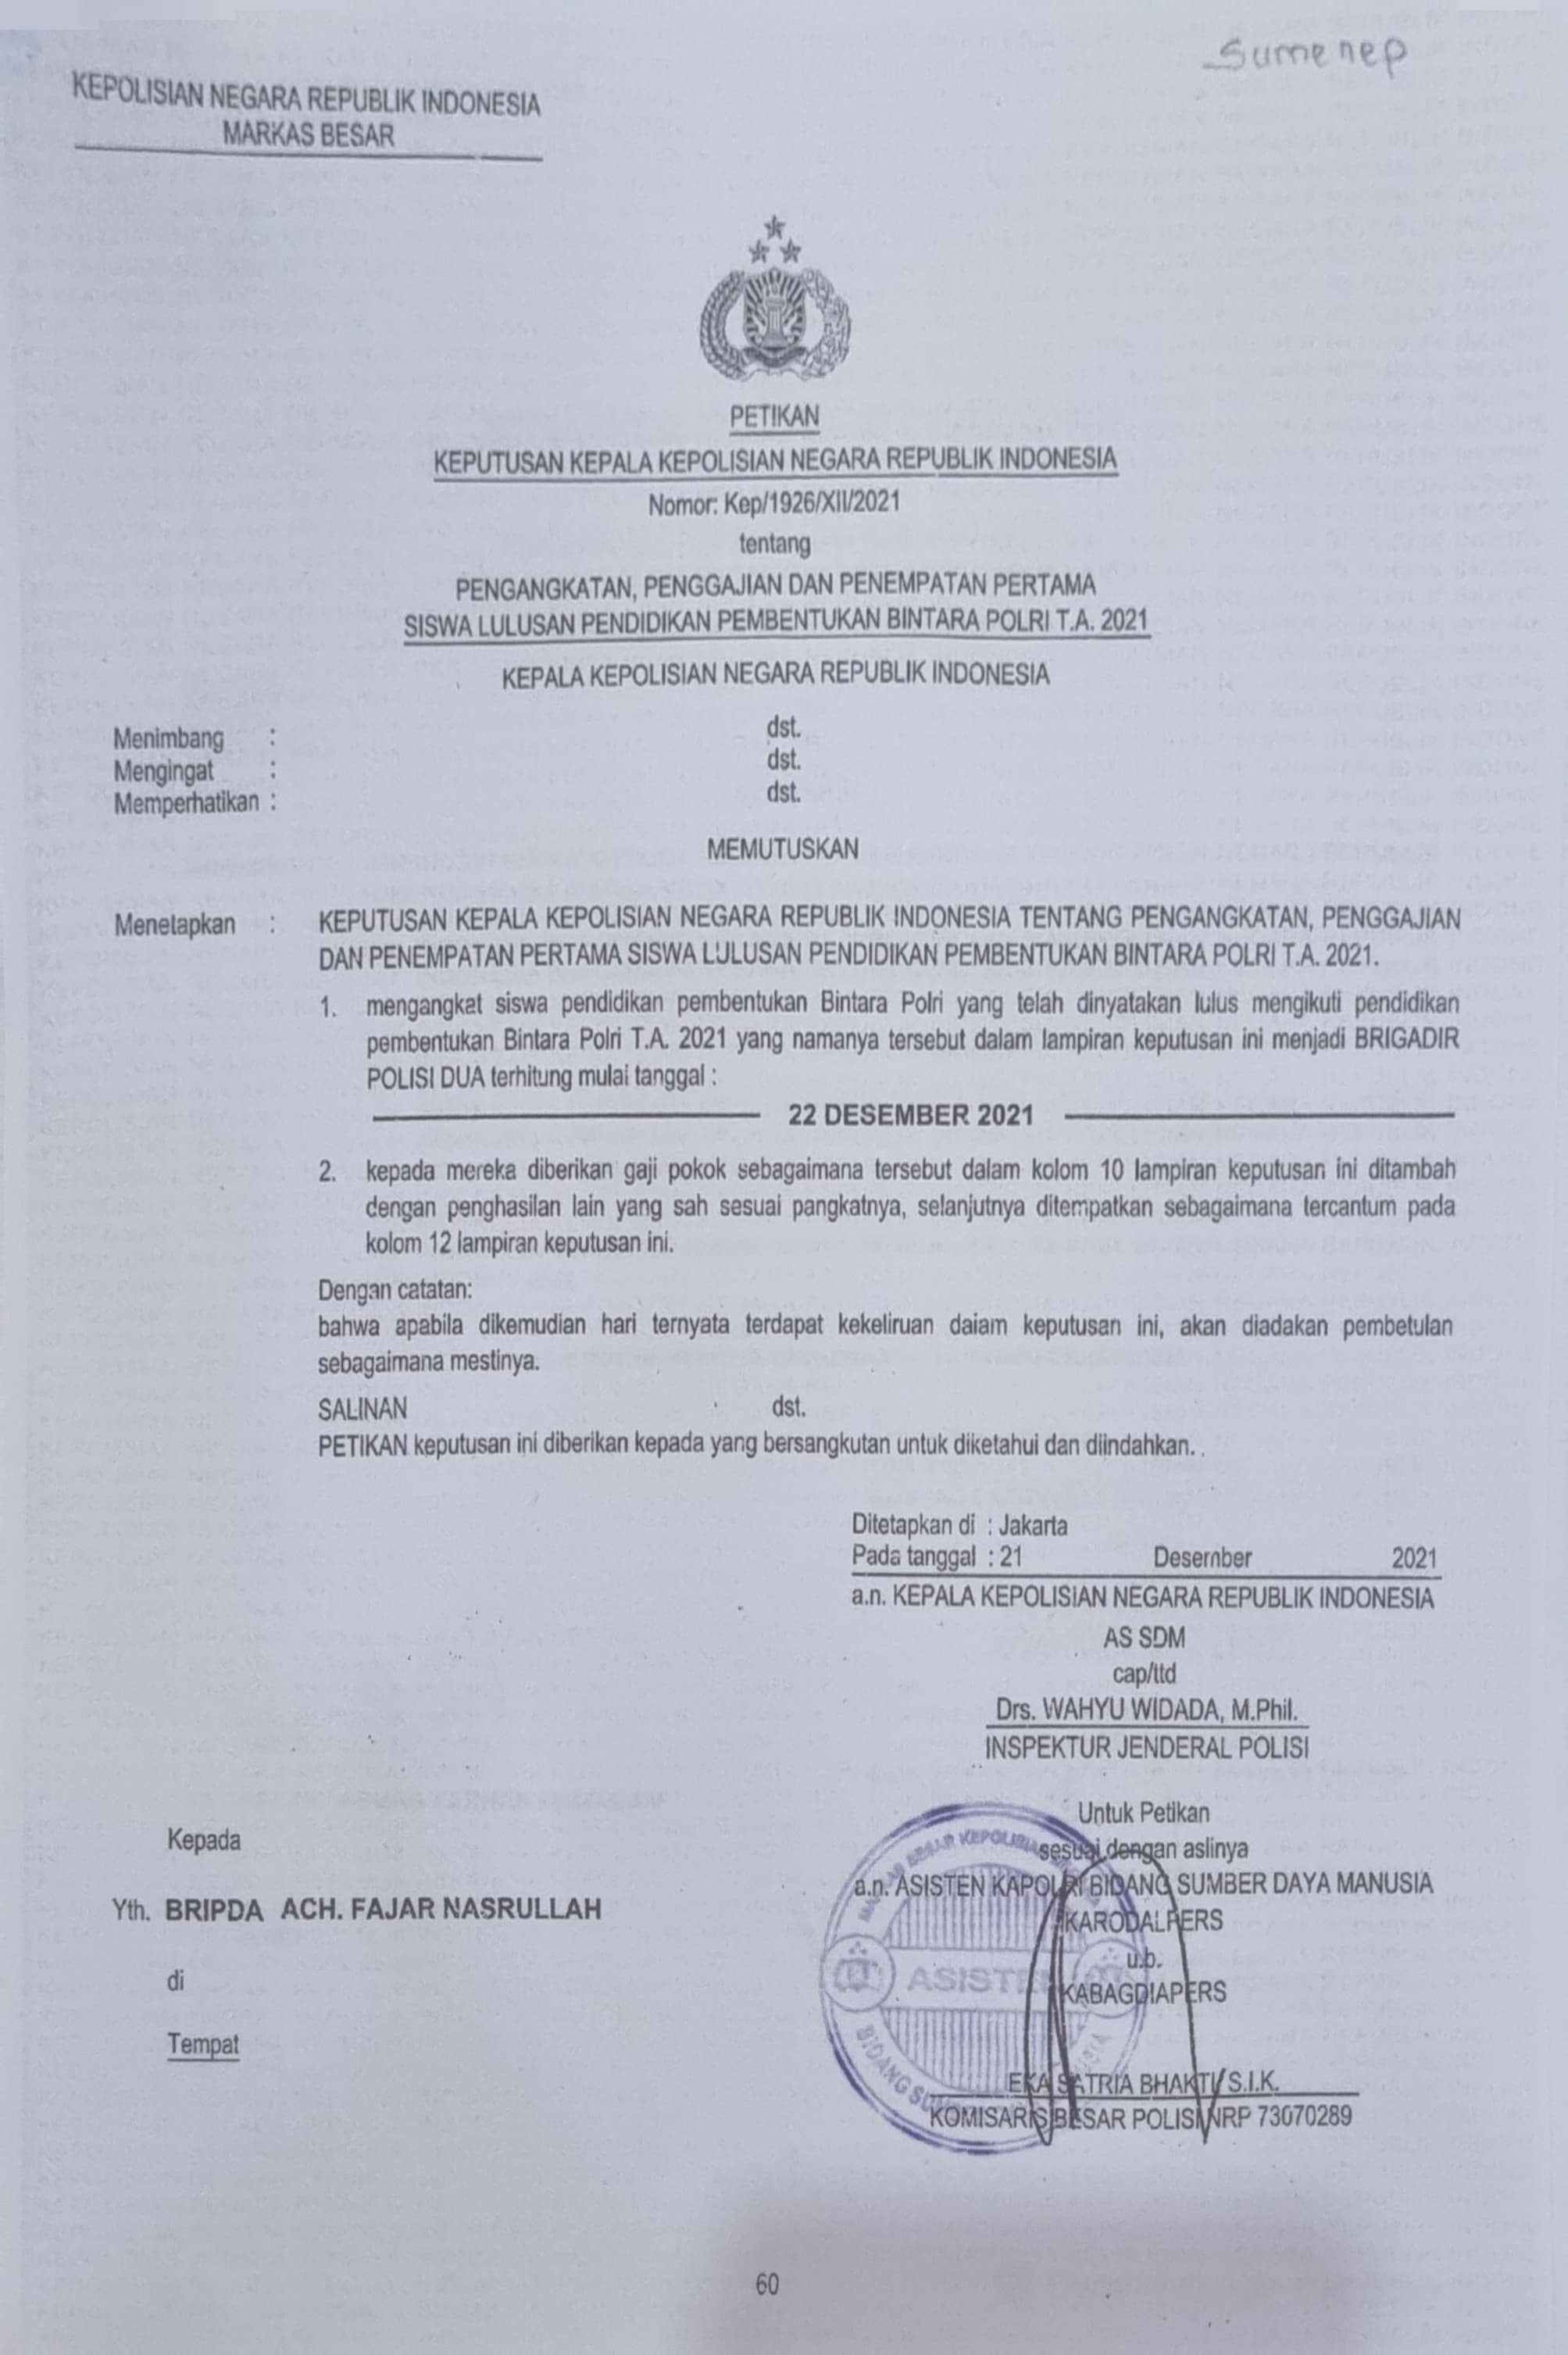 Sumenep
KEPOLISIAN NEGARA REPUBLIK INDONESIA
MARKAS BESAR
PETIKAN
KEPUTUSAN KEPALA KEPOLISIAN NEGARA REPUBLIK INDONESIA
Nomor: Kep/1926/XII/2021
tentang
PENGANGKATAN, PENGGAJIAN DAN PENEMPATAN PERTAMA
SISWA LULUSAN PENDIDIKAN PEMBENTUKAN BINTARA POLRI T.A. 2021
KEPALA KEPOLISIAN NEGARA REPUBLIK INDONESIA
Menimbang : dst.
Mengingat : dst.
Memperhatikan : dst.
MEMUTUSKAN
Menetapkan : KEPUTUSAN KEPALA KEPOLISIAN NEGARA REPUBLIK INDONESIA TENTANG PENGANGKATAN, PENGGAJIAN
DAN PENEMPATAN PERTAMA SISWA LULUSAN PENDIDIKAN PEMBENTUKAN BINTARA POLRI T.A. 2021.
1. mengangkat siswa pendidikan pembentukan Bintara Polri yang telah dinyatakan lulus mengikuti pendidikan
pembentukan Bintara Polri T.A. 2021 yang namanya tersebut dalam lampiran keputusan ini menjadi BRIGADIR
POLISI DUA terhitung mulai tanggal :
22 DESEMBER 2021
2. kepada mereka diberikan gaji pokok sebagaimana tersebut dalam kolom 10 lampiran keputusan ini ditambah
dengan penghasilan lain yang sah sesuai pangkatnya, selanjutnya ditempatkan sebagaimana tercantum pada
kolom 12 lampiran keputusan ini.
Dengan catatan:
bahwa apabila dikemudian hari ternyata terdapat kekeliruan dalam keputusan ini, akan diadakan pembetulan
sebagaimana mestinya.
SALINAN dst.
PETIKAN keputusan ini diberikan kepada yang bersangkutan untuk diketahui dan diindahkan.
Ditetapkan di : Jakarta
Pada tanggal : 21 Desember 2021
a.n. KEPALA KEPOLISIAN NEGARA REPUBLIK INDONESIA
AS SDM
cap/ttd
Drs. WAHYU WIDADA, M.Phil.
INSPEKTUR JENDERAL POLISI
Untuk Petikan
sesuai dengan aslinya
a.n. ASISTEN KAPOLRI BIDANG SUMBER DAYA MANUSIA
KARODALPERS
u.b.
KABAGDIAPERS
EKA SATRIA BHAKTI, S.I.K.
KOMISARIS BESAR POLISI NRP 73070289
MARKAS BESAR
ASISTEN
BIDANG
Kepada
Yth. BRIPDA ACH. FAJAR NASRULLAH
di
Tempat
60